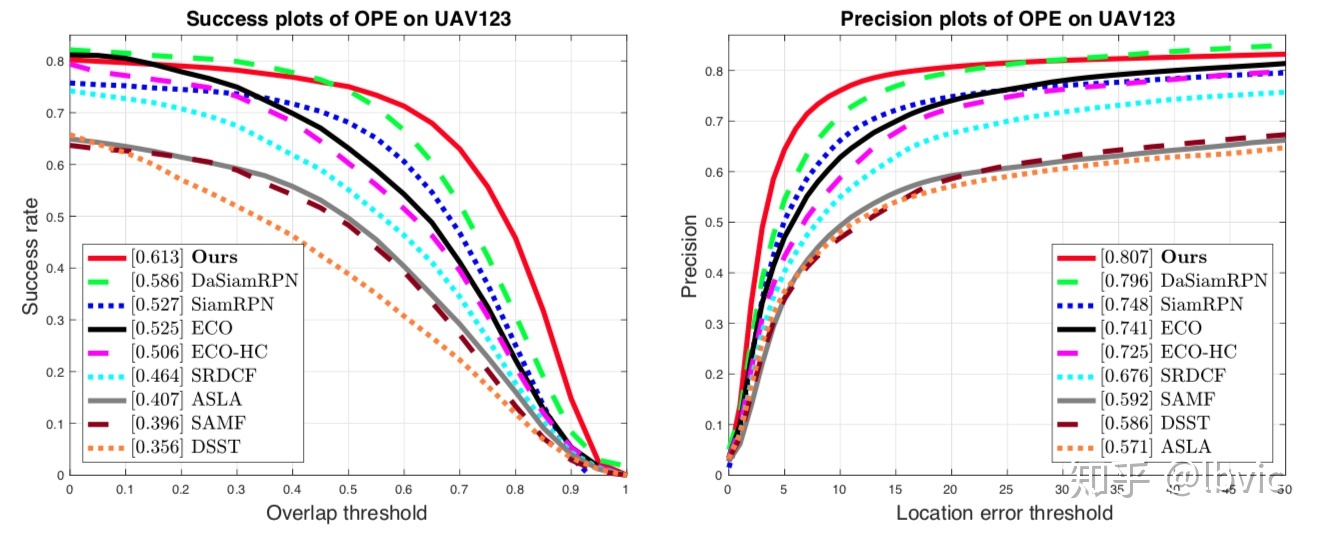 Success plots of OPE on UAV123
0.8
0.7
0.6
0.5
0.4
0.3
0.2
0.1
0
Success rate
[0.613] Ours
[0.586] DaSiamRPN
[0.527] SiamRPN
[0.525] ECO
[0.506] ECO-HC
[0.464] SRDCF
[0.407] ASLA
[0.396] SAMF
[0.356] DSST
0 0.1 0.2 0.3 0.4 0.5 0.6 0.7 0.8 0.9 1
Overlap threshold
Precision plots of OPE on UAV123
0.8
0.7
0.6
0.5
0.4
0.3
0.2
0.1
0
Precision
[0.807] Ours
[0.796] DaSiamRPN
[0.748] SiamRPN
[0.741] ECO
[0.725] ECO-HC
[0.676] SRDCF
[0.592] SAMF
[0.586] DSST
[0.571] ASLA
0 5 10 15 20 25 30 35 40 45 50
Location error threshold
知乎 @lbvic